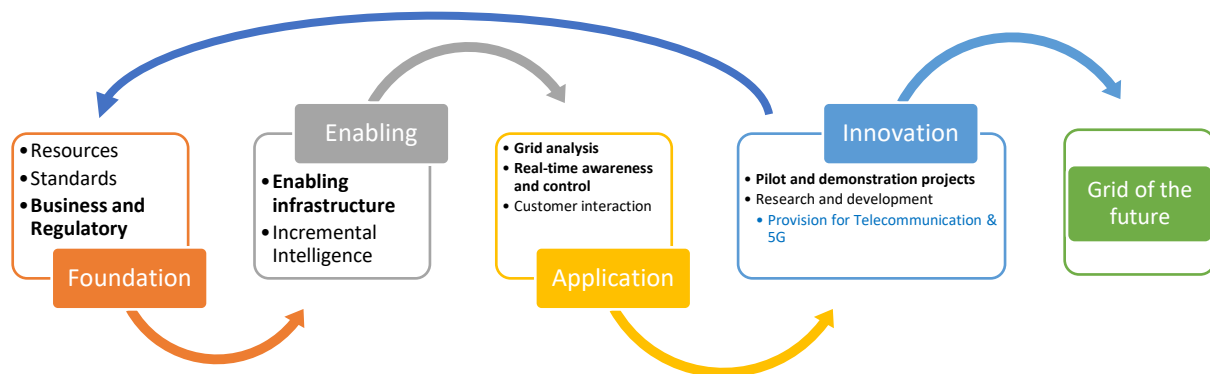 • Resources
• Standards
• Business and
Regulatory
Foundation
Enabling
• Enabling
infrastructure
• Incremental
Intelligence
• Grid analysis
• Real-time awareness
and control
• Customer interaction
Application
Innovation
• Pilot and demonstration projects
• Research and development
• Provision for Telecommunication &
5G
Grid of the
future